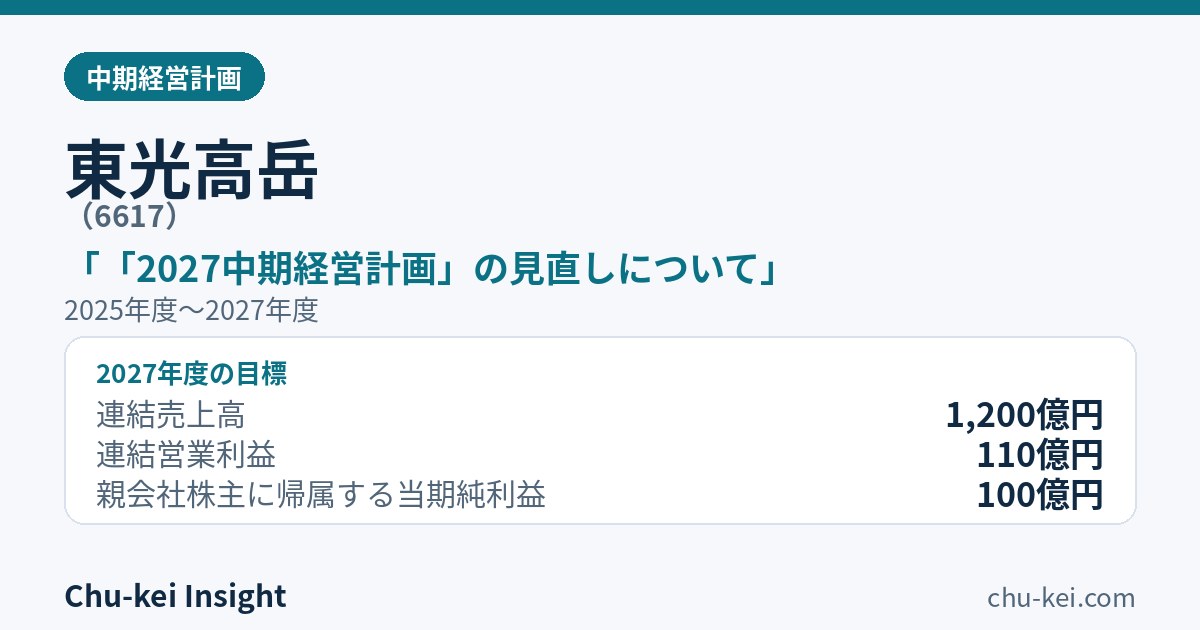 中期経営計画
東光高岳
（6617）
「「2027中期経営計画」の見直しについて」
2025年度〜2027年度
2027年度の目標
連結売上高 1,200億円
連結営業利益 110億円
親会社株主に帰属する当期純利益 100億円
Chu-kei Insight chu-kei.com